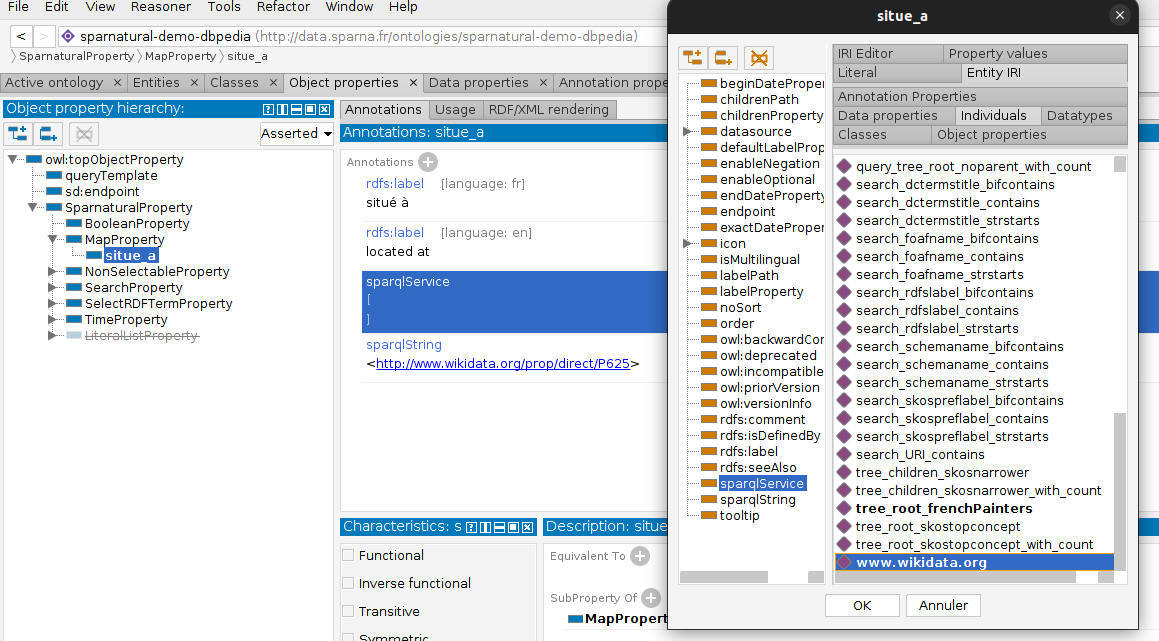 File Edit View Reasoner Tools Refactor Window Help
< > sparnatural-demo-dbpedia (http://data.sparna.fr/ontologies/sparnatural-demo-dbpedia)
SparnaturalProperty MapProperty situe_a
Active ontology × Entities × Classes × Object properties × Data properties × Annotation prope
Object property hierarchy:
Asserted
owl:topObjectProperty
queryTemplate
sd:endpoint
SparnaturalProperty
BooleanProperty
MapProperty
situe_a
NonSelectableProperty
SearchProperty
SelectRDFTermProperty
TimeProperty
LiteralListProperty
Annotations Usage RDF/XML rendering
Annotations: situe_a
Annotations
rdfs:label [language: fr]
situé à
rdfs:label [language: en]
located at
sparqlService
[
]
sparqlString
<http://www.wikidata.org/prop/direct/P625>
Characteristics: s
Functional
Inverse functional
Transitive
Symmetric
Description: situe
Equivalent To
SubProperty Of
MapPropert
situe_a
beginDateProper
childrenPath
childrenProperty
datasource
defaultLabelProp
enableNegation
enableOptional
endDateProperty
endpoint
exactDateProper
icon
isMultilingual
labelPath
labelProperty
noSort
order
owl:backwardCor
owl:deprecated
owl:incompatible
owl:priorVersion
owl:versionInfo
rdfs:comment
rdfs:isDefinedBy
rdfs:label
rdfs:seeAlso
sparqlService
sparqlString
tooltip
IRI Editor Property values
Literal Entity IRI
Annotation Properties
Data properties Individuals Datatypes
Classes Object properties
query_tree_root_noparent_with_count
search_dctermstitle_bifcontains
search_dctermstitle_contains
search_dctermstitle_strstarts
search_foafname_bifcontains
search_foafname_contains
search_foafname_strstarts
search_rdfslabel_bifcontains
search_rdfslabel_contains
search_rdfslabel_strstarts
search_schemaname_bifcontains
search_schemaname_contains
search_schemaname_strstarts
search_skospreflabel_bifcontains
search_skospreflabel_contains
search_skospreflabel_strstarts
search_URI_contains
tree_children_skosnarrower
tree_children_skosnarrower_with_count
tree_root_frenchPainters
tree_root_skostopconcept
tree_root_skostopconcept_with_count
www.wikidata.org
OK Annuler